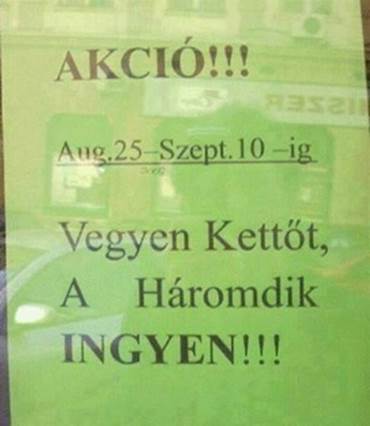 AKCIÓ!!!
Aug.25–Szept.10 –ig
Vegyen Kettőt,
A Háromdik
INGYEN!!!